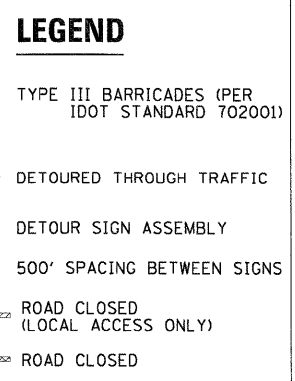 LEGEND
TYPE III BARRICADES (PER
IDOT STANDARD 702001)
DETOURED THROUGH TRAFFIC
DETOUR SIGN ASSEMBLY
500' SPACING BETWEEN SIGNS
ROAD CLOSED
(LOCAL ACCESS ONLY)
ROAD CLOSED